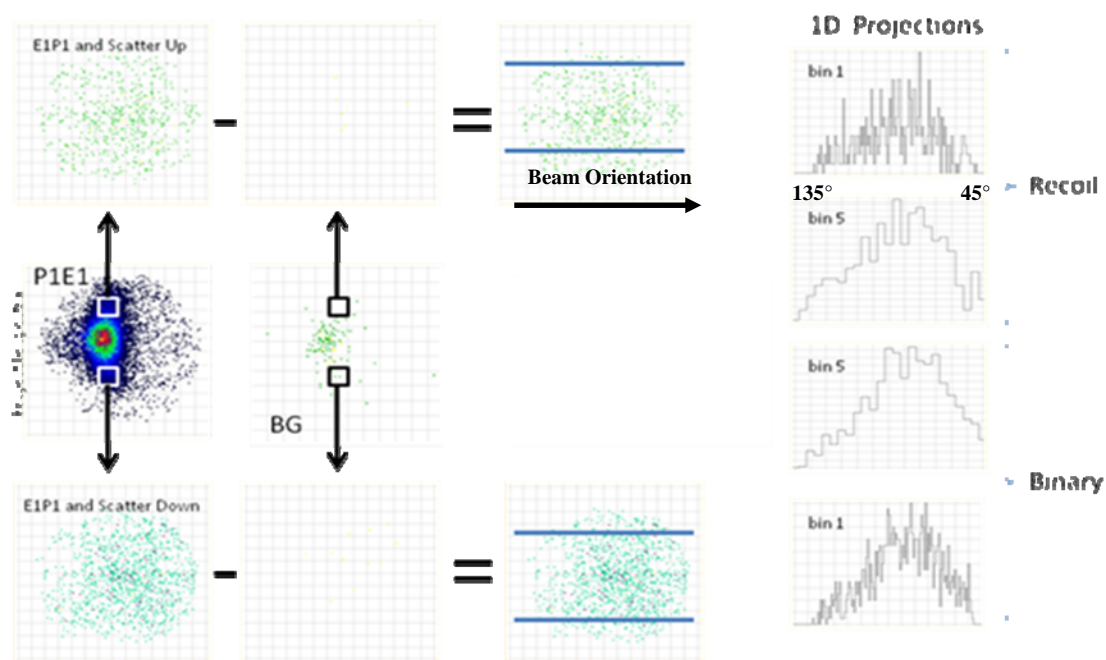 1D Projections
E1P1 and Scatter Up
bin 1
Beam Orientation
135°
45°
Recoil
bin 5
P1E1
BG
bin 5
Binary
E1P1 and Scatter Down
bin 1